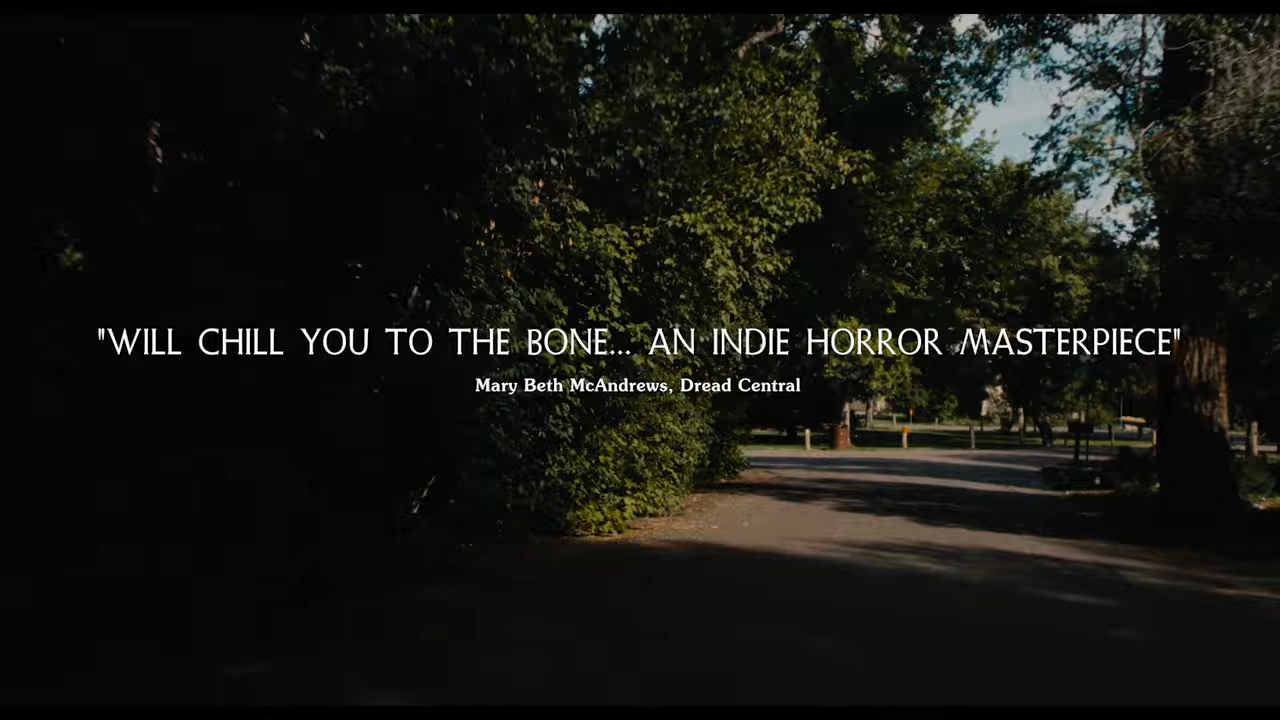 "WILL CHILL YOU TO THE BONE... AN INDIE HORROR MASTERPIECE"
Mary Beth McAndrews, Dread Central